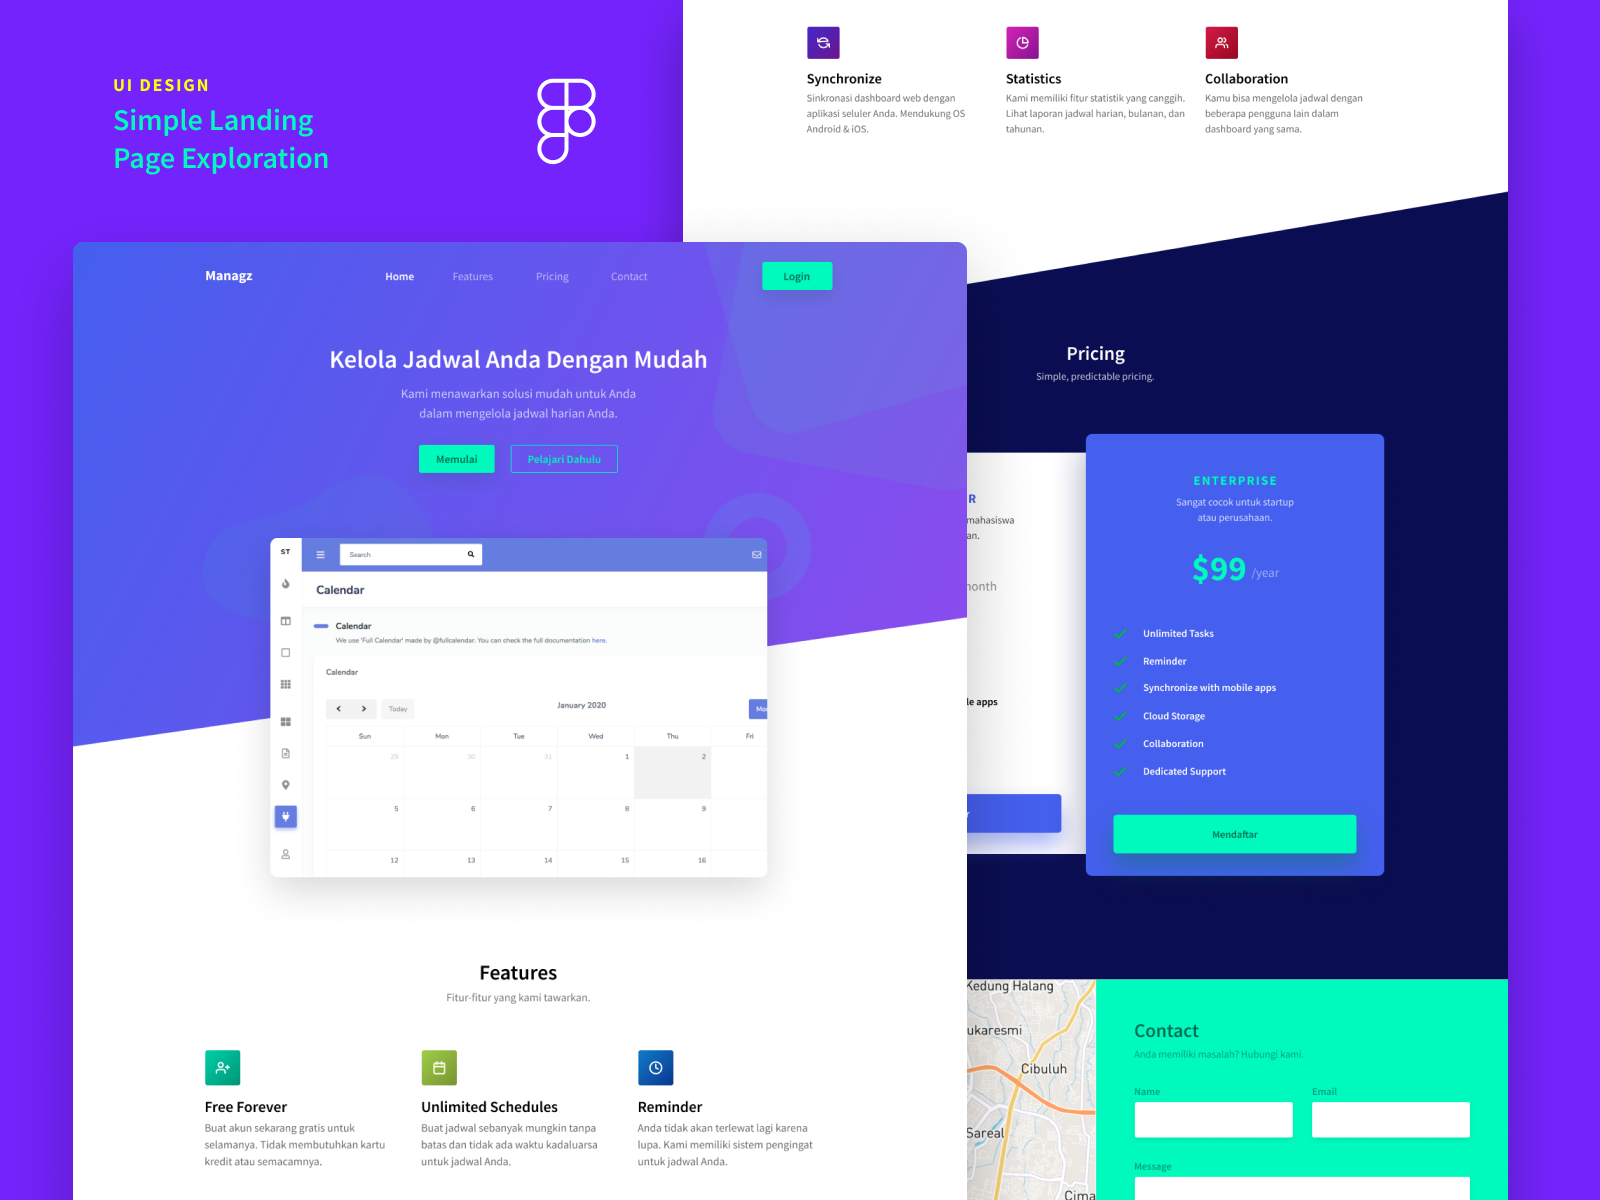 UI DESIGN
Simple Landing
Page Exploration
Synchronize
Sinkronasi dashboard web dengan
aplikasi seluler Anda. Mendukung OS
Android & iOS.
Statistics
Kami memiliki fitur statistik yang canggih.
Lihat laporan jadwal harian, bulanan, dan
tahunan.
Collaboration
Kamu bisa mengelola jadwal dengan
beberapa pengguna lain dalam
dashboard yang sama.
Managz
Home
Features
Pricing
Contact
Login
Kelola Jadwal Anda Dengan Mudah
Kami menawarkan solusi mudah untuk Anda
dalam mengelola jadwal harian Anda.
Memulai
Pelajari Dahulu
ST
Search
Calendar
Calendar
We use 'Full Calendar' made by @fullcalendar. You can check the full documentation here.
Calendar
Today
January 2020
Mon
Sun Mon Tue Wed Thu Fri
29 30 31 1 2
5 6 7 8 9
12 13 14 15 16
Features
Fitur-fitur yang kami tawarkan.
Free Forever
Buat akun sekarang gratis untuk
selamanya. Tidak membutuhkan kartu
kredit atau semacamnya.
Unlimited Schedules
Buat jadwal sebanyak mungkin tanpa
batas dan tidak ada waktu kadaluarsa
untuk jadwal Anda.
Reminder
Anda tidak akan terlewat lagi karena
lupa. Kami memiliki sistem pengingat
untuk jadwal Anda.
Pricing
Simple, predictable pricing.
R
mahasiswa
an.
month
le apps
r
ENTERPRISE
Sangat cocok untuk startup
atau perusahaan.
$99 /year
Unlimited Tasks
Reminder
Synchronize with mobile apps
Cloud Storage
Collaboration
Dedicated Support
Mendaftar
Kedung Halang
ukaresmi
Cibuluh
Sareal
Cima
Contact
Anda memiliki masalah? Hubungi kami.
Name
Email
Message